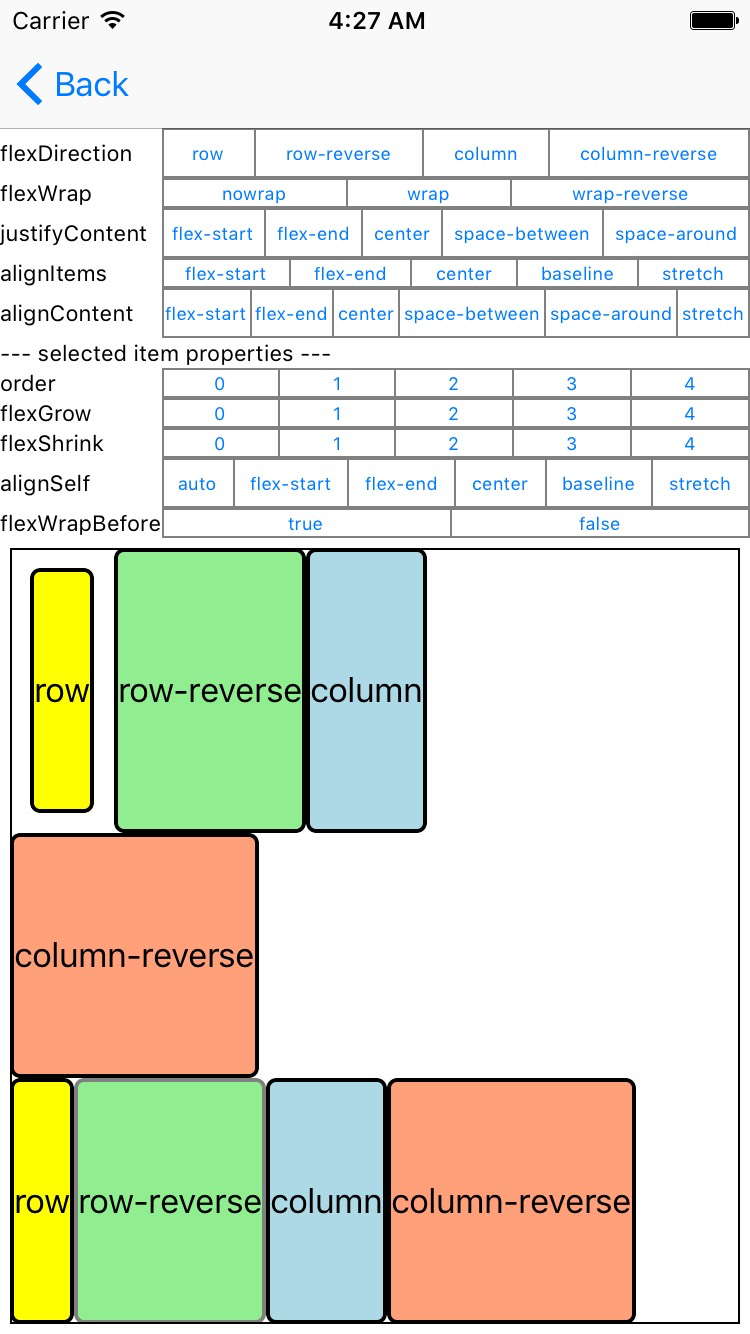 Carrier 4:27 AM
Back
flexDirection row row-reverse column column-reverse
flexWrap nowrap wrap wrap-reverse
justifyContent flex-start flex-end center space-between space-around
alignItems flex-start flex-end center baseline stretch
alignContent flex-start flex-end center space-between space-around stretch
--- selected item properties ---
order 0 1 2 3 4
flexGrow 0 1 2 3 4
flexShrink 0 1 2 3 4
alignSelf auto flex-start flex-end center baseline stretch
flexWrapBefore true false
row row-reverse column
column-reverse
row row-reverse column column-reverse